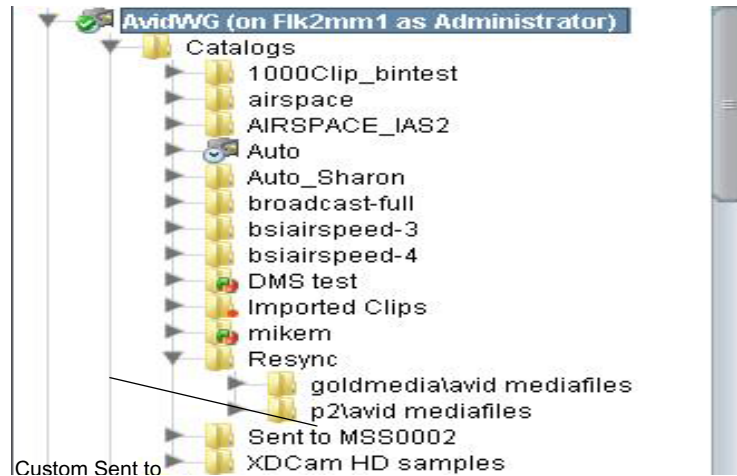 AvidWG (on Flk2mm1 as Administrator)
Catalogs
1000Clip_bintest
airspace
AIRSPACE_IAS2
Auto
Auto_Sharon
broadcast-full
bsiairspeed-3
bsiairspeed-4
DMS test
Imported Clips
mikem
Resync
goldmedia\avid mediafiles
p2\avid mediafiles
Sent to MSS0002
Custom Sent to
XDCam HD samples